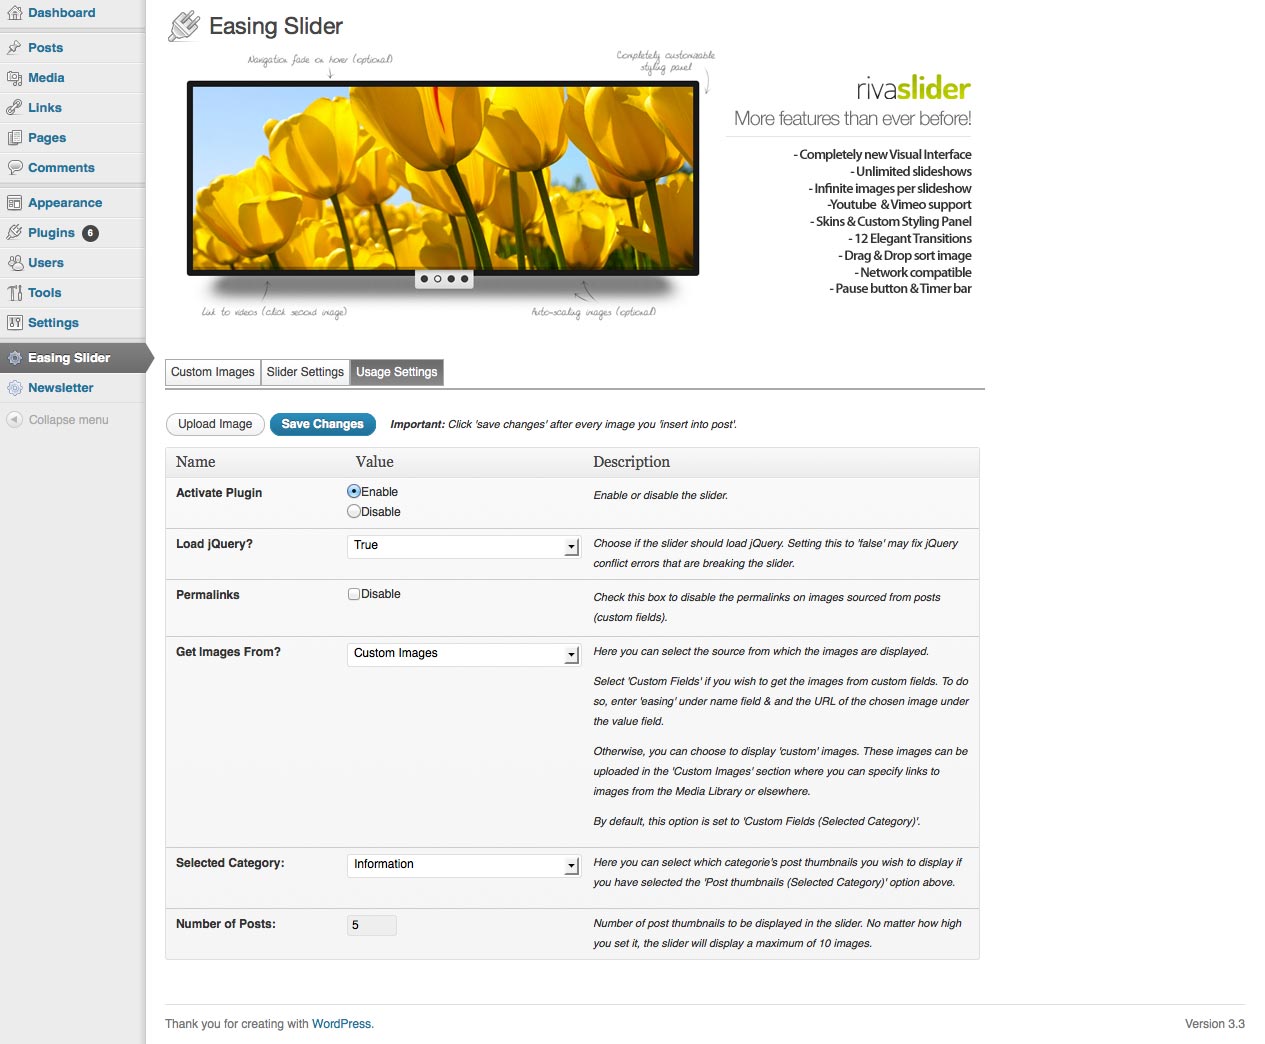 Dashboard
Posts
Media
Links
Pages
Comments
Appearance
Plugins 6
Users
Tools
Settings
Easing Slider
Newsletter
Collapse menu
Easing Slider
Navigation fade on hover (optional)
Completely customizable
styling panel
Link to videos (click second image)
Auto-scaling images (optional)
rivaslider
More features than ever before!
- Completely new Visual Interface
- Unlimited slideshows
- Infinite images per slideshow
-Youtube & Vimeo support
- Skins & Custom Styling Panel
- 12 Elegant Transitions
- Drag & Drop sort image
- Network compatible
- Pause button & Timer bar
Custom Images Slider Settings Usage Settings
Upload Image Save Changes Important: Click 'save changes' after every image you 'insert into post'.
Name Value Description
Activate Plugin Enable Enable or disable the slider.
Disable
Load jQuery? True Choose if the slider should load jQuery. Setting this to 'false' may fix jQuery
conflict errors that are breaking the slider.
Permalinks Disable Check this box to disable the permalinks on images sourced from posts
(custom fields).
Get Images From? Custom Images Here you can select the source from which the images are displayed.
Select 'Custom Fields' if you wish to get the images from custom fields. To do
so, enter 'easing' under name field & and the URL of the chosen image under
the value field.
Otherwise, you can choose to display 'custom' images. These images can be
uploaded in the 'Custom Images' section where you can specify links to
images from the Media Library or elsewhere.
By default, this option is set to 'Custom Fields (Selected Category)'.
Selected Category: Information Here you can select which categorie's post thumbnails you wish to display if
you have selected the 'Post thumbnails (Selected Category)' option above.
Number of Posts: 5 Number of post thumbnails to be displayed in the slider. No matter how high
you set it, the slider will display a maximum of 10 images.
Thank you for creating with WordPress. Version 3.3